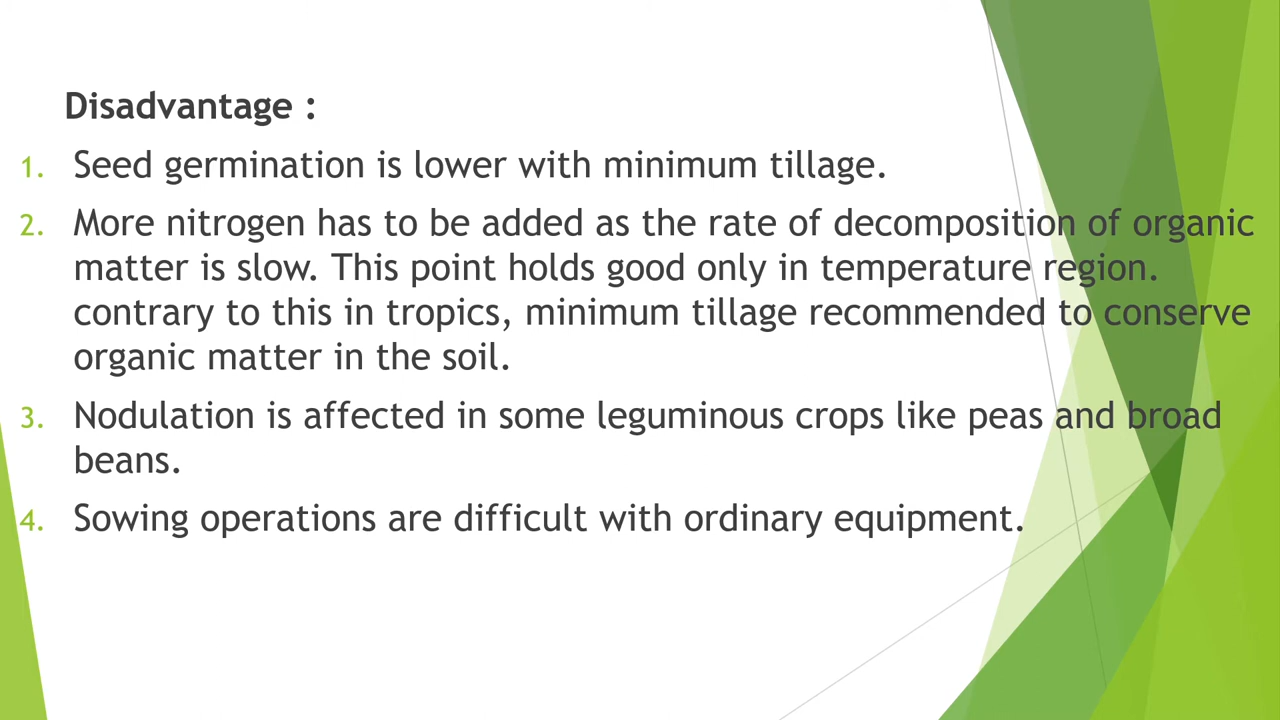 Disadvantage :
1. Seed germination is lower with minimum tillage.
2. More nitrogen has to be added as the rate of decomposition of organic
matter is slow. This point holds good only in temperature region.
contrary to this in tropics, minimum tillage recommended to conserve
organic matter in the soil.
3. Nodulation is affected in some leguminous crops like peas and broad
beans.
4. Sowing operations are difficult with ordinary equipment.